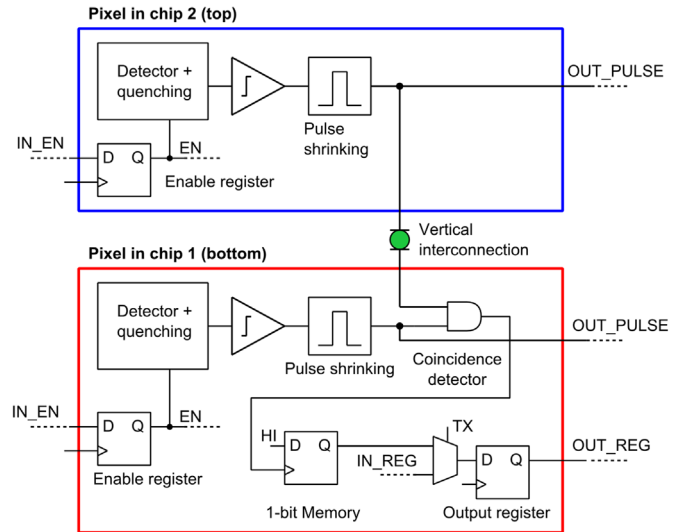 Pixel in chip 2 (top)
Detector +
quenching
OUT_PULSE
Pulse
shrinking
IN_EN
D Q
EN
Enable register
Vertical
interconnection
Pixel in chip 1 (bottom)
Detector +
quenching
OUT_PULSE
Pulse shrinking
Coincidence
detector
IN_EN
D Q
EN
Enable register
HI
D Q
TX
IN_REG
D Q
OUT_REG
1-bit Memory
Output register